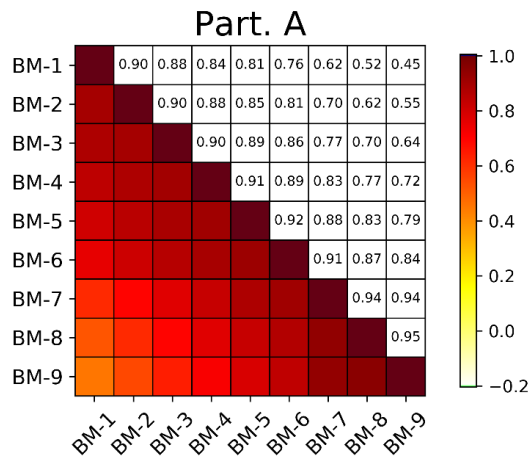 Part. A
BM-1 0.90 0.88 0.84 0.81 0.76 0.62 0.52 0.45
BM-2 0.90 0.88 0.85 0.81 0.70 0.62 0.55
BM-3 0.90 0.89 0.86 0.77 0.70 0.64
BM-4 0.91 0.89 0.83 0.77 0.72
BM-5 0.92 0.88 0.83 0.79
BM-6 0.91 0.87 0.84
BM-7 0.94 0.94
BM-8 0.95
BM-9
BM-1 BM-2 BM-3 BM-4 BM-5 BM-6 BM-7 BM-8 BM-9
1.0
0.8
0.6
0.4
0.2
0.0
−0.2